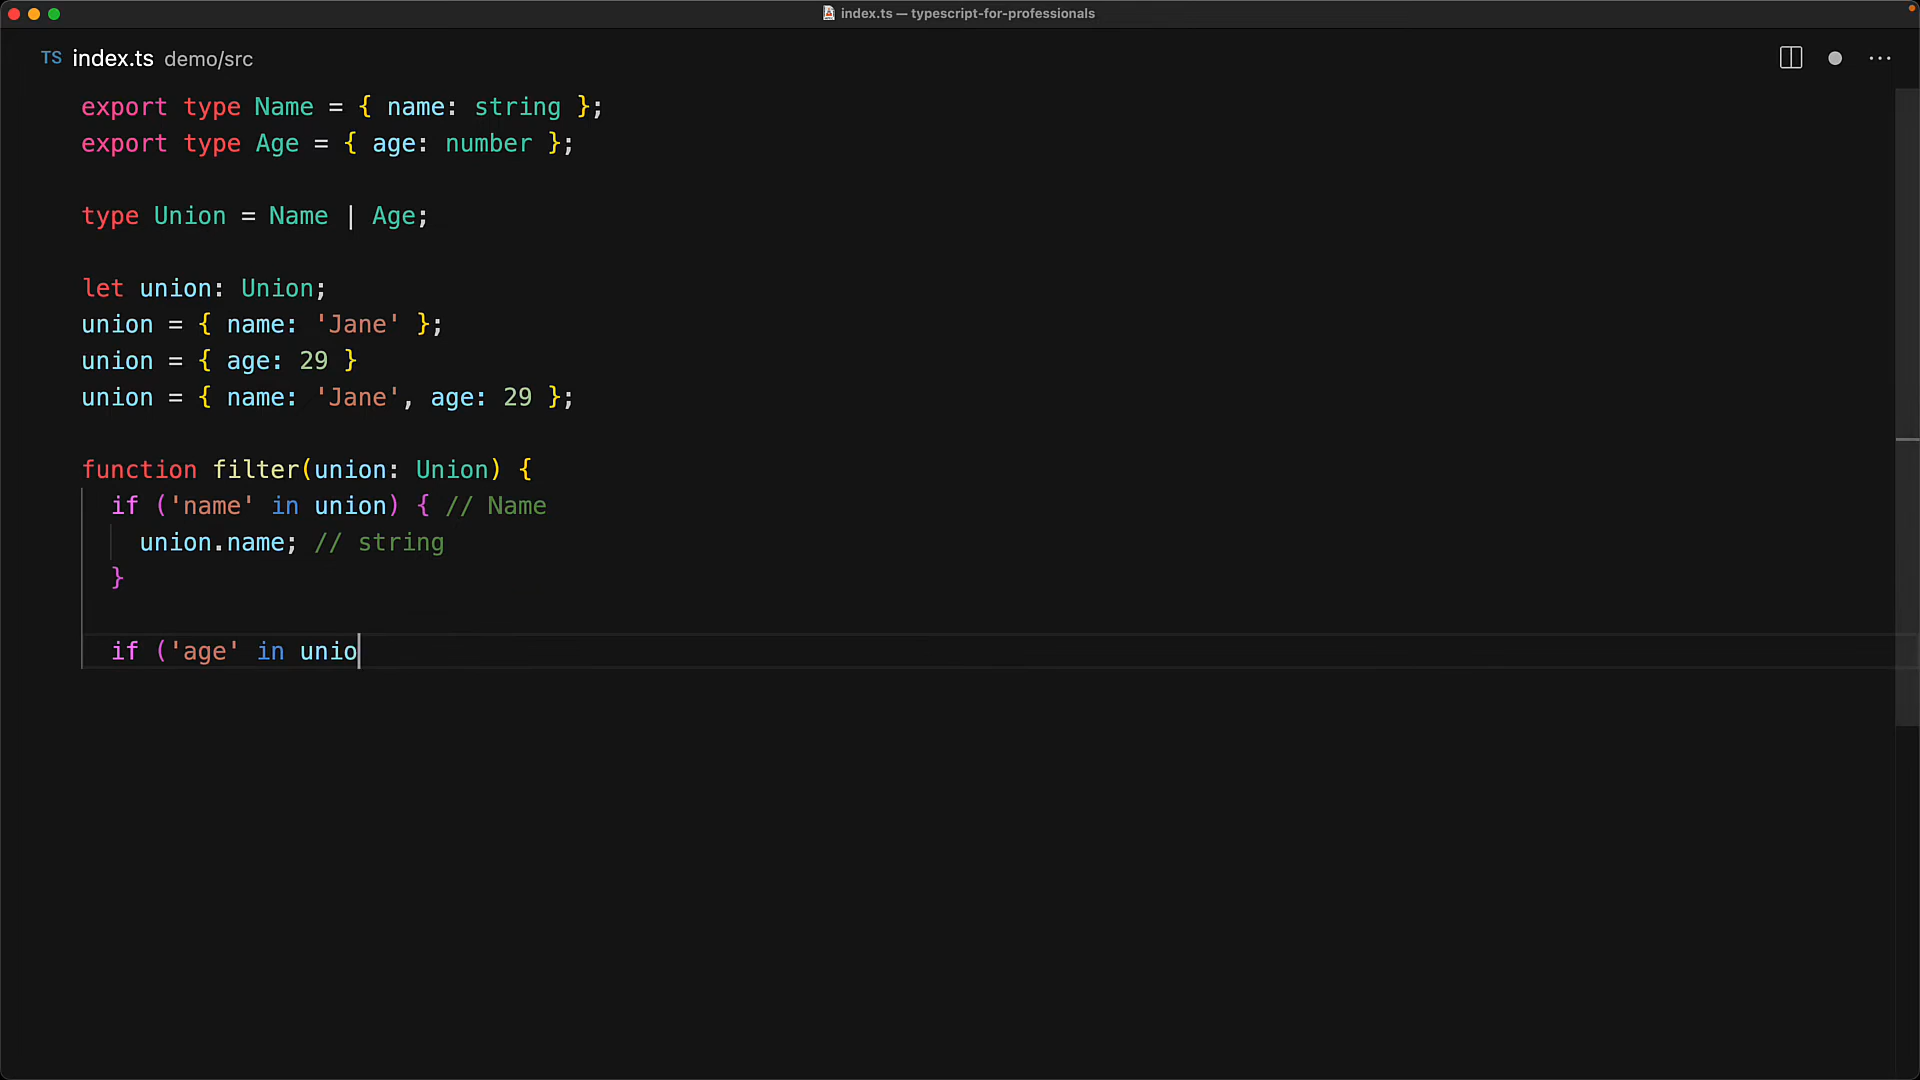 index.ts — typescript-for-professionals
TS index.ts demo/src
export type Name = { name: string };
export type Age = { age: number };
type Union = Name | Age;
let union: Union;
union = { name: 'Jane' };
union = { age: 29 }
union = { name: 'Jane', age: 29 };
function filter(union: Union) {
if ('name' in union) { // Name
union.name; // string
}
if ('age' in unio